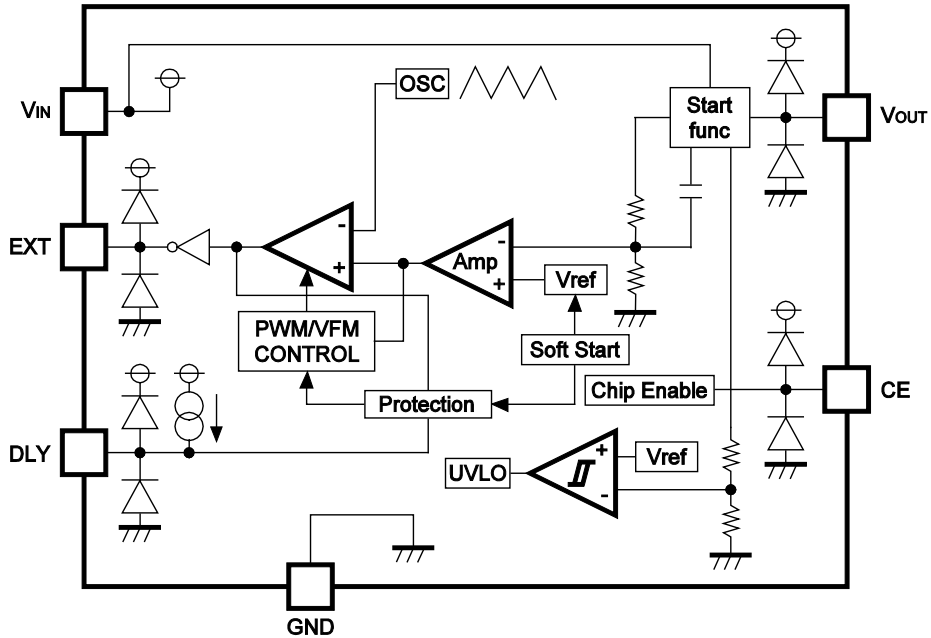 OSC
VIN
Start
func
VOUT
-
EXT
-
+
Amp
+
Vref
PWM/VFM
CONTROL
Soft Start
Chip Enable
CE
Protection
DLY
+
Vref
UVLO
-
GND